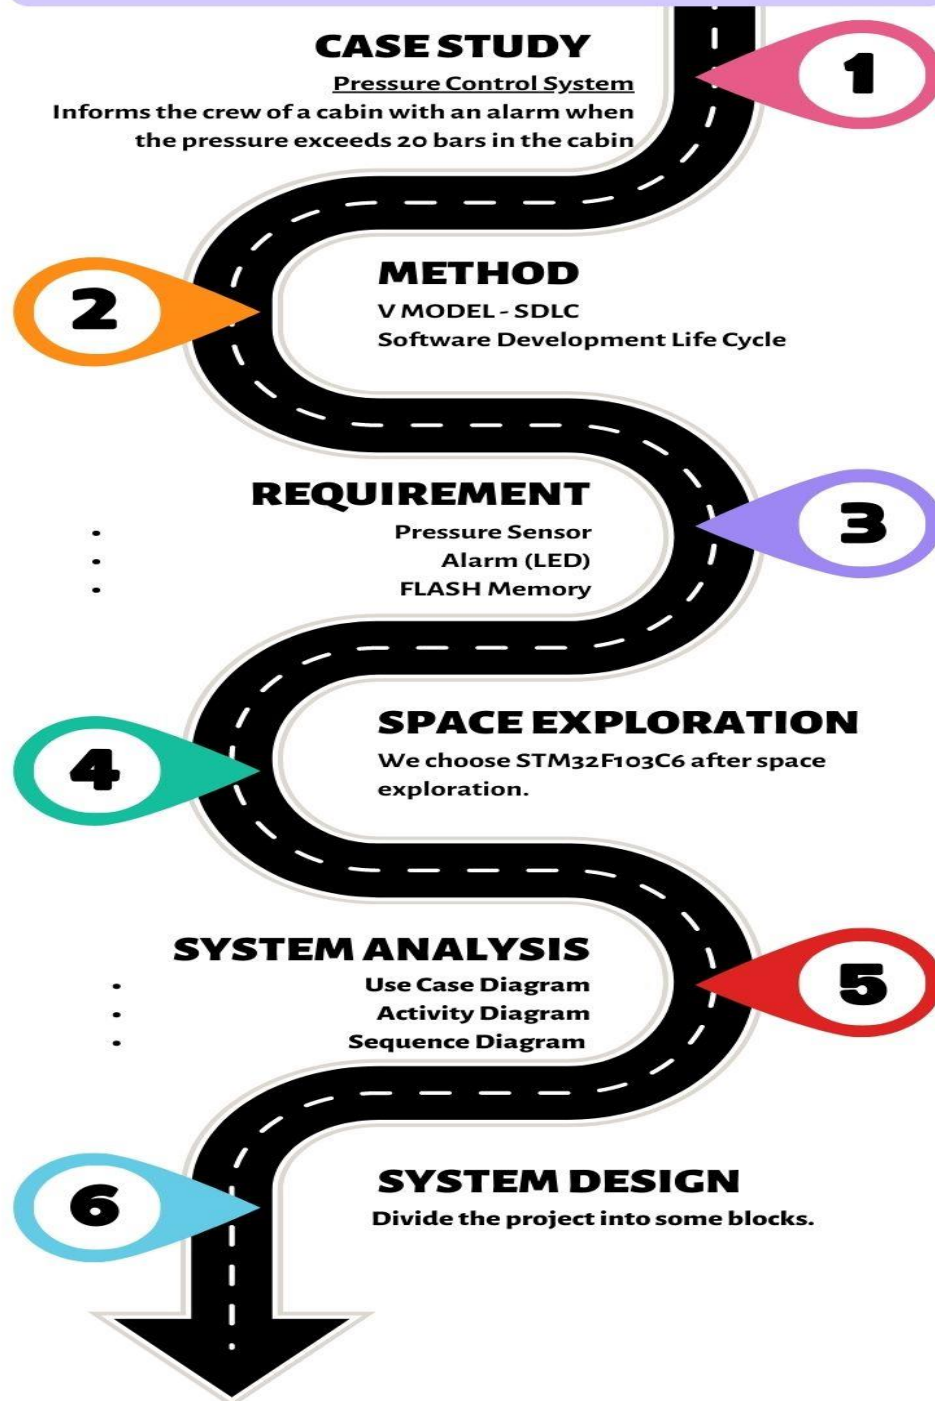 CASE STUDY
1
Pressure Control System
Informs the crew of a cabin with an alarm when
the pressure exceeds 20 bars in the cabin
2
METHOD
V MODEL - SDLC
Software Development Life Cycle
REQUIREMENT
3
• Pressure Sensor
• Alarm (LED)
• FLASH Memory
4
SPACE EXPLORATION
We choose STM32F103C6 after space
exploration.
SYSTEM ANALYSIS
5
• Use Case Diagram
• Activity Diagram
• Sequence Diagram
6
SYSTEM DESIGN
Divide the project into some blocks.